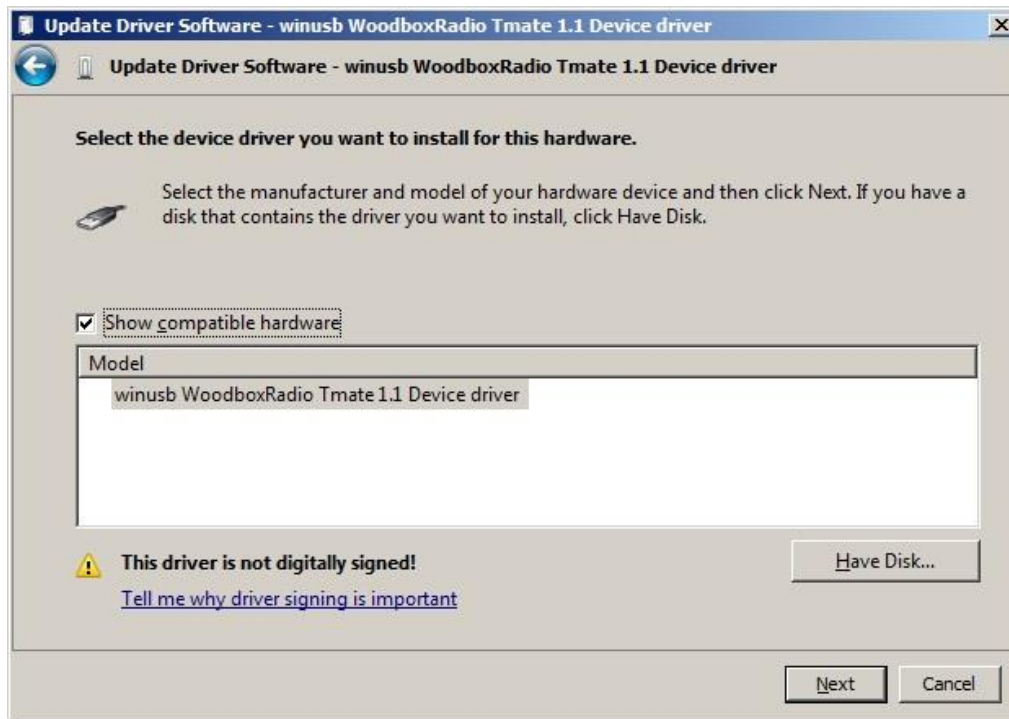 Update Driver Software - winusb WoodboxRadio Tmate 1.1 Device driver
Update Driver Software - winusb WoodboxRadio Tmate 1.1 Device driver
Select the device driver you want to install for this hardware.
Select the manufacturer and model of your hardware device and then click Next. If you have a
disk that contains the driver you want to install, click Have Disk.
Show compatible hardware
Model
winusb WoodboxRadio Tmate 1.1 Device driver
This driver is not digitally signed!
Have Disk...
Tell me why driver signing is important
Next
Cancel